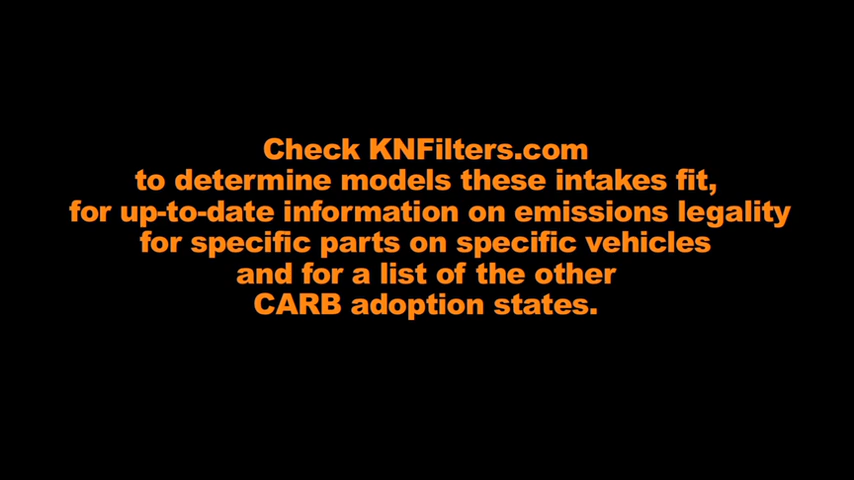 Check KNFilters.com
to determine models these intakes fit,
for up-to-date information on emissions legality
for specific parts on specific vehicles
and for a list of the other
CARB adoption states.